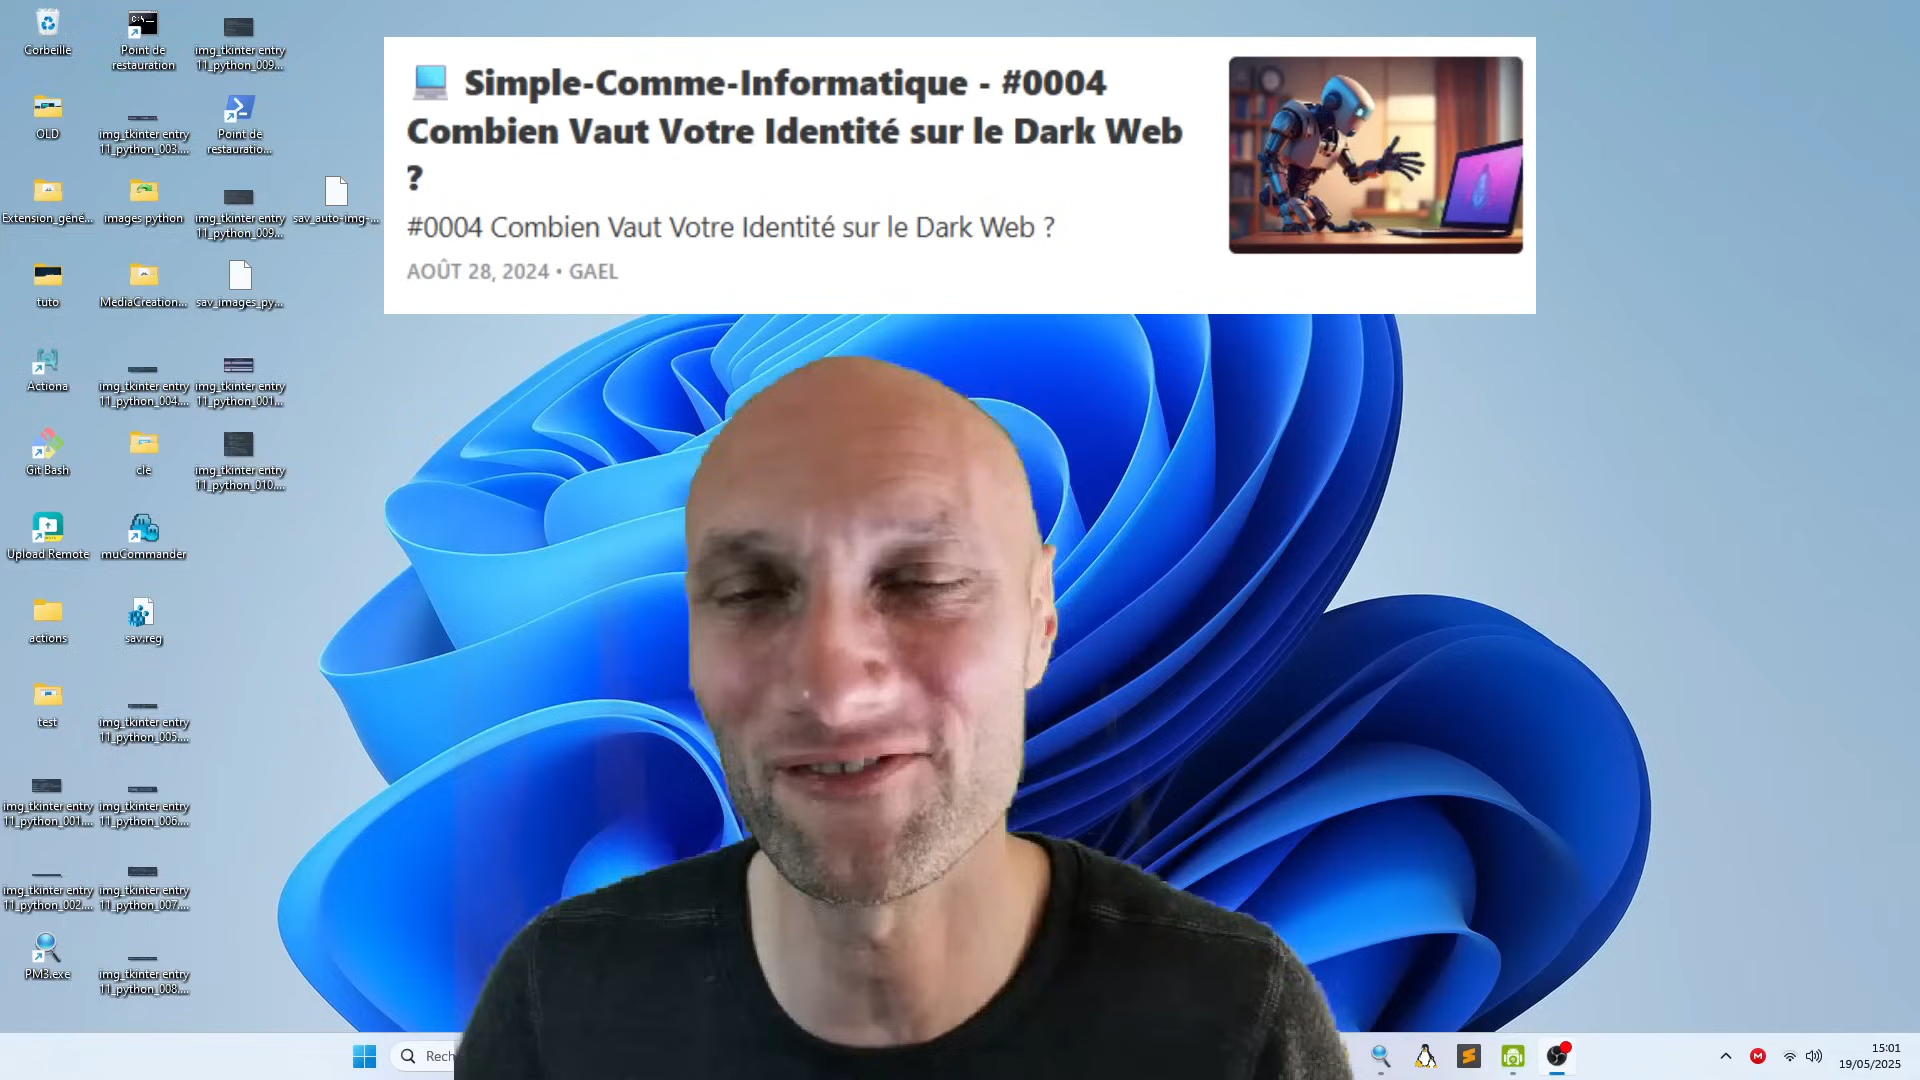 Simple-Comme-Informatique - #0004
Combien Vaut Votre Identité sur le Dark Web
?
#0004 Combien Vaut Votre Identité sur le Dark Web ?
AOÛT 28, 2024 • GAEL
Corbeille
Point de
restauration
img_tkinter entry
11_python_009...
OLD
img_tkinter entry
11_python_003....
Point de
restauratio...
Extension_géné...
images python
img_tkinter entry
11_python_009...
sav_auto-img-...
tuto
MediaCreation...
sav_images_py...
Actiona
img_tkinter entry
11_python_004....
img_tkinter entry
11_python_001...
Git Bash
cle
img_tkinter entry
11_python_010....
Upload Remote
muCommander
actions
sav.reg
test
img_tkinter entry
11_python_005....
img_tkinter entry
11_python_001....
img_tkinter entry
11_python_006....
img_tkinter entry
11_python_002....
img_tkinter entry
11_python_007....
PM3.exe
img_tkinter entry
11_python_008....
Rech
15:01
19/05/2025